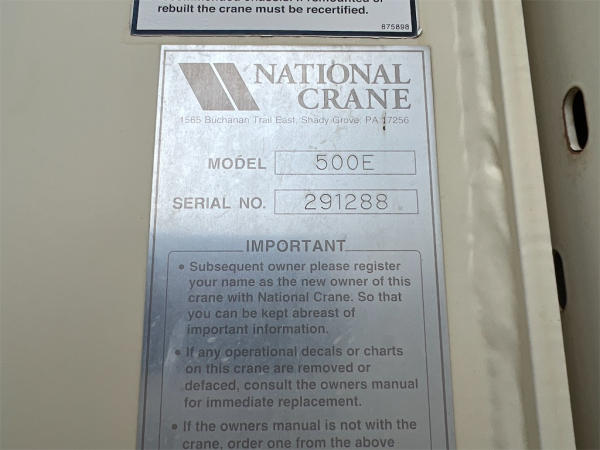 rebuilt the crane must be recertified.
875898
NATIONAL
CRANE
1565 Buchanan Trail East, Shady Grove, PA 17256
MODEL 500E
SERIAL NO. 291288
IMPORTANT
• Subsequent owner please register
your name as the new owner of this
crane with National Crane. So that
you can be kept abreast of
important information.
• If any operational decals or charts
on this crane are removed or
defaced, consult the owners manual
for immediate replacement.
• If the owners manual is not with the
crane, order one from the above